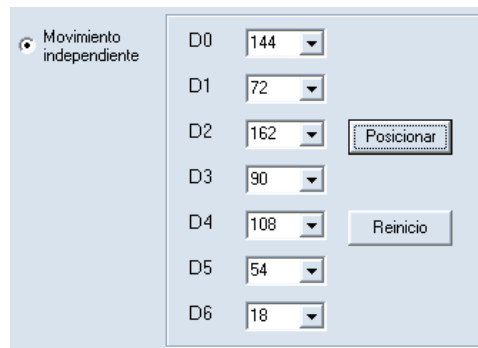 Movimiento
independiente
D0 144
D1 72
D2 162 Posicionar
D3 90
D4 108 Reinicio
D5 54
D6 18